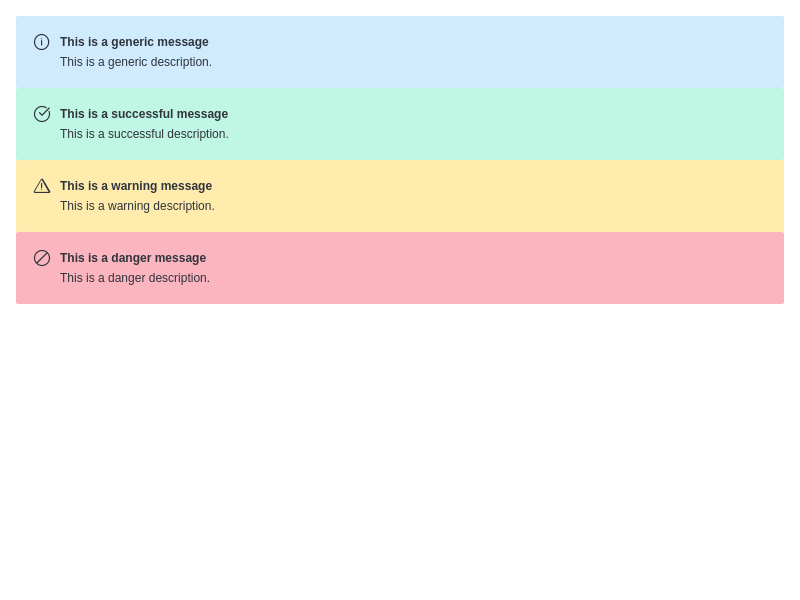 This is a generic message
This is a generic description.
This is a successful message
This is a successful description.
This is a warning message
This is a warning description.
This is a danger message
This is a danger description.